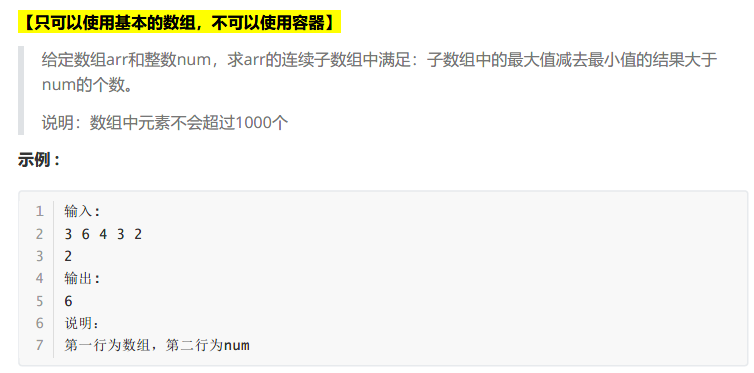 【只可以使用基本的数组，不可以使用容器】
给定数组arr和整数num，求arr的连续子数组中满足：子数组中的最大值减去最小值的结果大于
num的个数。
说明：数组中元素不会超过1000个
示例：
1 输入：
2 3 6 4 3 2
3 2
4 输出：
5 6
6 说明：
7 第一行为数组，第二行为num